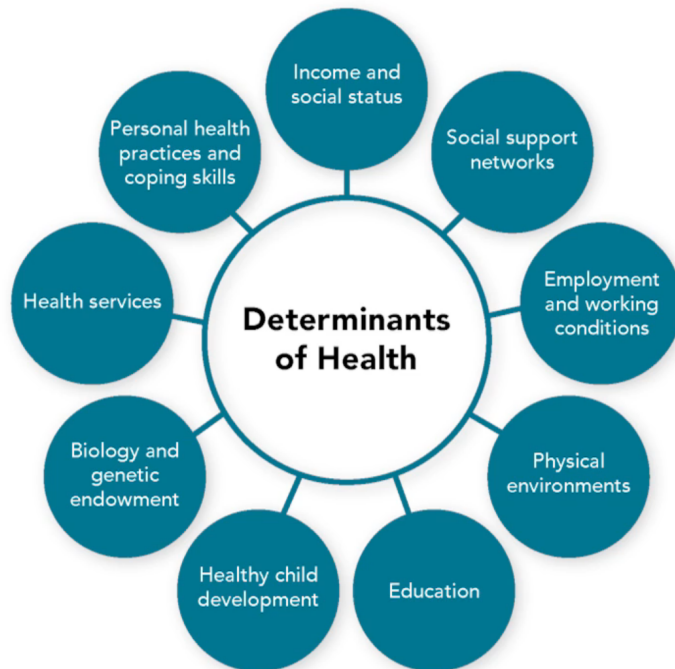 Determinants
of Health
Income and
social status
Social support
networks
Employment
and working
conditions
Physical
environments
Education
Healthy child
development
Biology and
genetic
endowment
Health services
Personal health
practices and
coping skills